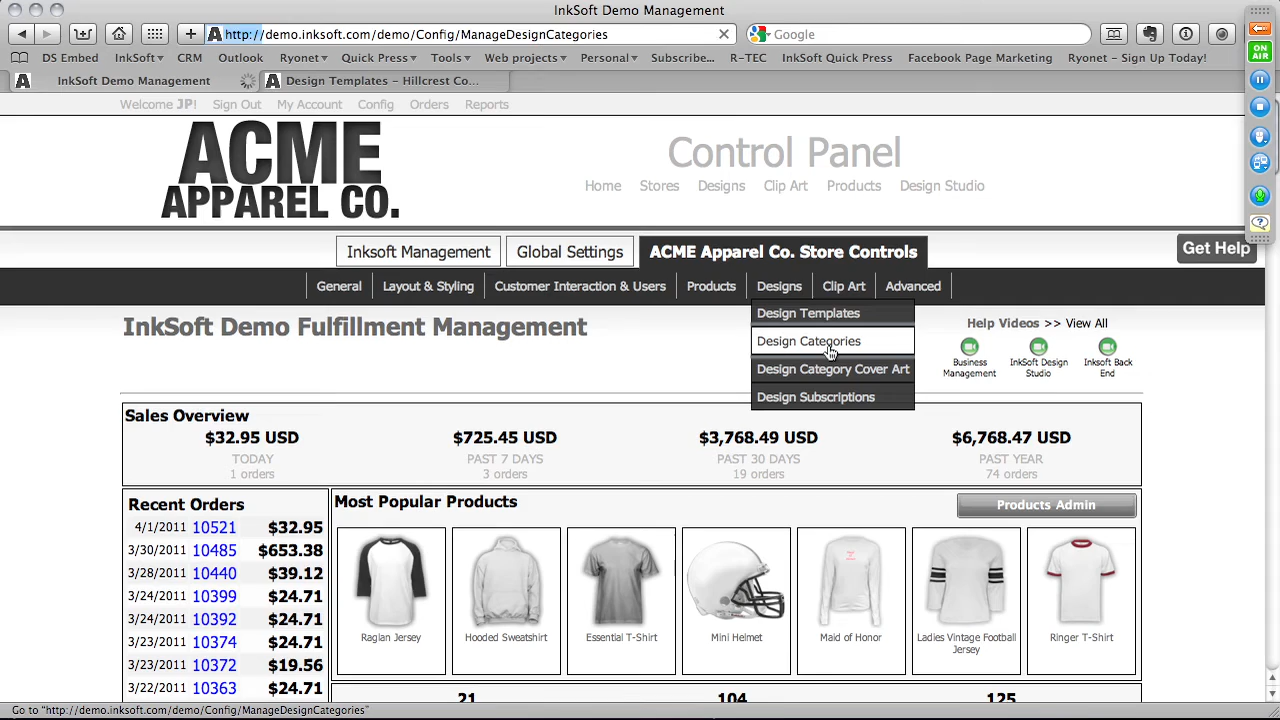 InkSoft Demo Management
http://demo.inksoft.com/demo/Config/ManageDesignCategories
Google
DS Embed InkSoft▾ CRM Outlook Ryonet▾ Quick Press▾ Tools▾ Web projects Personal▾ Subscribe... R-TEC InkSoft Quick Press Facebook Page Marketing Ryonet - Sign Up Today!
InkSoft Demo Management
Design Templates – Hillcrest Co...
ON AIR
Welcome JP! Sign Out My Account Config Orders Reports
ACME
APPAREL CO.
Control Panel
Home Stores Designs Clip Art Products Design Studio
Inksoft Management Global Settings ACME Apparel Co. Store Controls
Get Help
General Layout & Styling Customer Interaction & Users Products Designs Clip Art Advanced
Design Templates
Design Categories
Design Category Cover Art
Design Subscriptions
InkSoft Demo Fulfillment Management
Help Videos >> View All
Business Management
InkSoft Design Studio
Inksoft Back End
Sales Overview
$32.95 USD $725.45 USD $3,768.49 USD $6,768.47 USD
TODAY PAST 7 DAYS PAST 30 DAYS PAST YEAR
1 orders 3 orders 19 orders 74 orders
Recent Orders
4/1/2011 10521 $32.95
3/30/2011 10485 $653.38
3/28/2011 10440 $39.12
3/24/2011 10399 $24.71
3/24/2011 10392 $24.71
3/23/2011 10374 $24.71
3/23/2011 10372 $19.56
3/22/2011 10363 $24.71
Most Popular Products
Products Admin
Raglan Jersey
Hooded Sweatshirt
Essential T-Shirt
Mini Helmet
Maid of Honor
Ladies Vintage Football Jersey
Ringer T-Shirt
21 104 125
Go to "http://demo.inksoft.com/demo/Config/ManageDesignCategories"